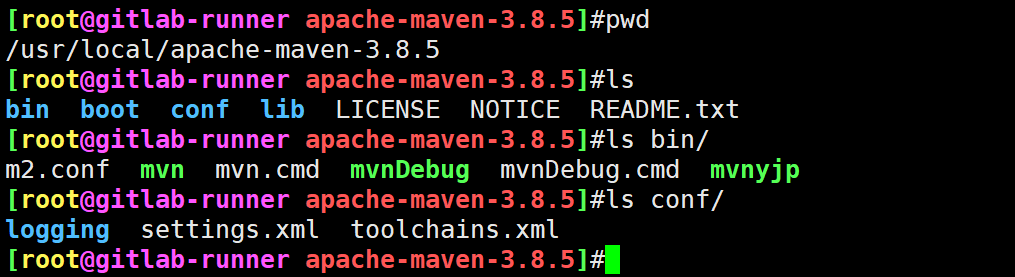 [root@gitlab-runner apache-maven-3.8.5]#pwd
/usr/local/apache-maven-3.8.5
[root@gitlab-runner apache-maven-3.8.5]#ls
bin  boot  conf  lib  LICENSE  NOTICE  README.txt
[root@gitlab-runner apache-maven-3.8.5]#ls bin/
m2.conf  mvn  mvn.cmd  mvnDebug  mvnDebug.cmd  mvnyjp
[root@gitlab-runner apache-maven-3.8.5]#ls conf/
logging  settings.xml  toolchains.xml
[root@gitlab-runner apache-maven-3.8.5]#